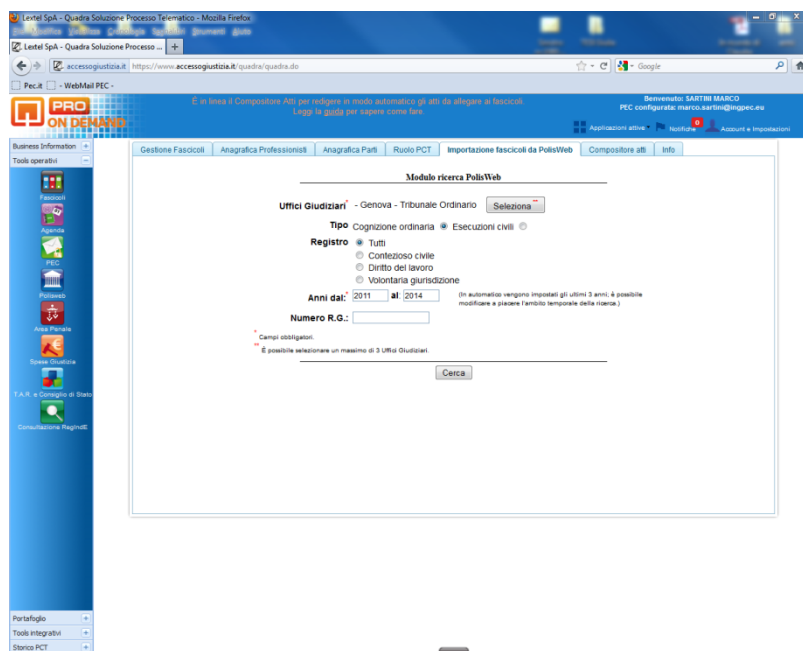 Lextel SpA - Quadra Soluzione Processo Telematico - Mozilla Firefox
Lextel SpA - Quadra Soluzione Processo ... +
accessogiustizia.it https://www.accessogiustizia.it/quadra/quadra.do
Google
Pec.it - WebMail PEC -
PRO ON DEMAND
È in linea il Compositore Atti per redigere in modo automatico gli atti da allegare ai fascicoli.
Leggi la guida per sapere come fare.
Benvenuto: SARTINI MARCO
PEC configurata: marco.sartini@ingpec.eu
Applicazioni attive Notifiche 0 Account e Impostazioni
Business Information +
Tools operativi -
Fascicoli
Agenda
PEC
Polisweb
Area Penale
Spese Giustizia
T.A.R. e Consiglio di Stato
Consultazione RegIndE
Portafoglio +
Tools integrativi +
Storico PCT +
Gestione Fascicoli Anagrafica Professionisti Anagrafica Parti Ruolo PCT Importazione fascicoli da PolisWeb Compositore atti Info
Modulo ricerca PolisWeb
Uffici Giudiziari* - Genova - Tribunale Ordinario Seleziona**
Tipo Cognizione ordinaria Esecuzioni civili
Registro Tutti
Contezioso civile
Diritto del lavoro
Volontaria giurisdizione
Anni dal:* 2011 al: 2014 (In automatico vengono impostati gli ultimi 3 anni; è possibile
modificare a piacere l'ambito temporale della ricerca.)
Numero R.G.:
* Campi obbligatori.
** È possibile selezionare un massimo di 3 Uffici Giudiziari.
Cerca